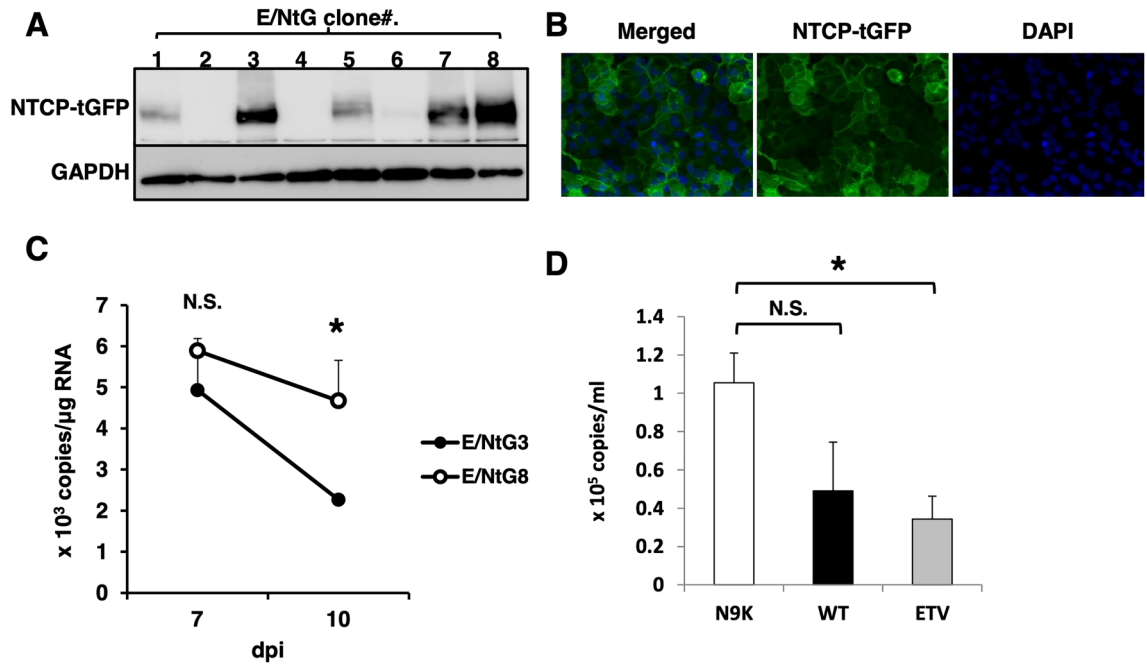 A
E/NtG clone#.
1 2 3 4 5 6 7 8
NTCP-tGFP
GAPDH
B
Merged NTCP-tGFP DAPI
C
N.S.
*
7
6
5
4
3
2
1
0
x 10³ copies/µg RNA
7 10
dpi
E/NtG3
E/NtG8
D
*
N.S.
1.4
1.2
1
0.8
0.6
0.4
0.2
0
x 10⁵ copies/ml
N9K WT ETV